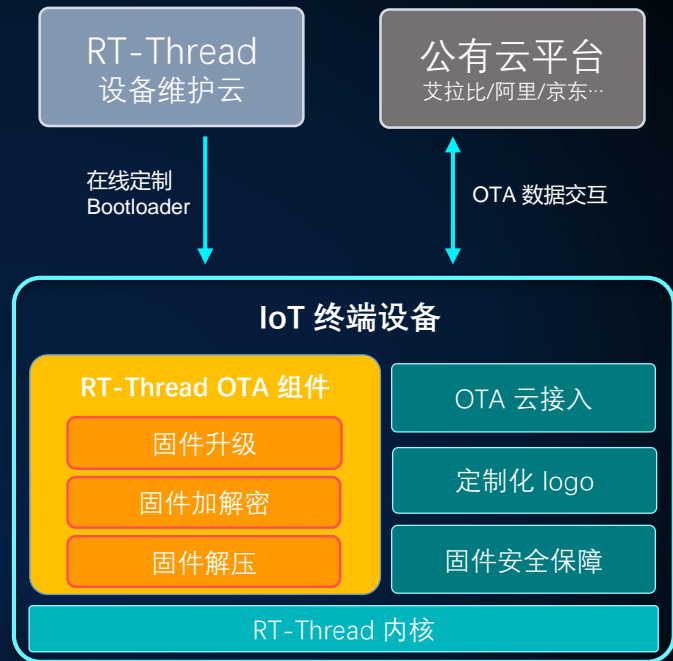 RT-Thread
设备维护云
公有云平台
艾拉比/阿里/京东…
在线定制
Bootloader
OTA 数据交互
IoT 终端设备
RT-Thread OTA 组件
固件升级
固件加解密
固件解压
OTA 云接入
定制化 logo
固件安全保障
RT-Thread 内核